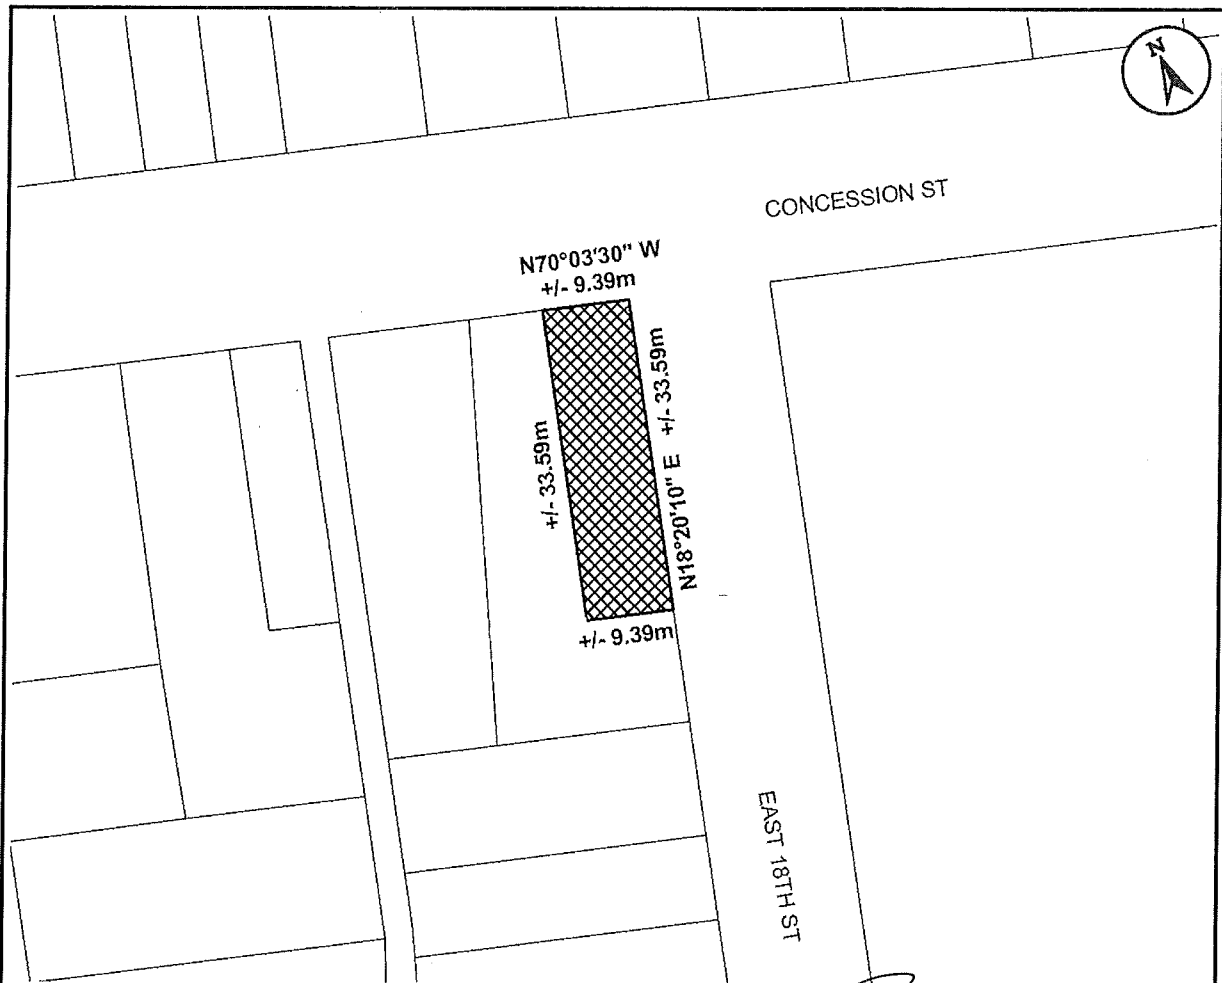 N
CONCESSION ST
N70°03'30" W
+/- 9.39m
+/- 33.59m
N18°20'10" E +/- 33.59m
+/- 9.39m
EAST 18TH ST